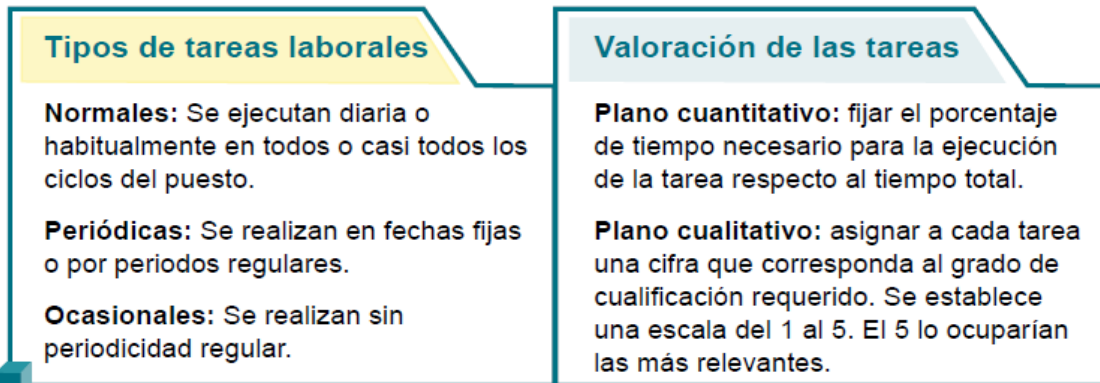 Tipos de tareas laborales
Normales: Se ejecutan diaria o
habitualmente en todos o casi todos los
ciclos del puesto.
Periódicas: Se realizan en fechas fijas
o por periodos regulares.
Ocasionales: Se realizan sin
periodicidad regular.
Valoración de las tareas
Plano cuantitativo: fijar el porcentaje
de tiempo necesario para la ejecución
de la tarea respecto al tiempo total.
Plano cualitativo: asignar a cada tarea
una cifra que corresponda al grado de
cualificación requerido. Se establece
una escala del 1 al 5. El 5 lo ocuparían
las más relevantes.